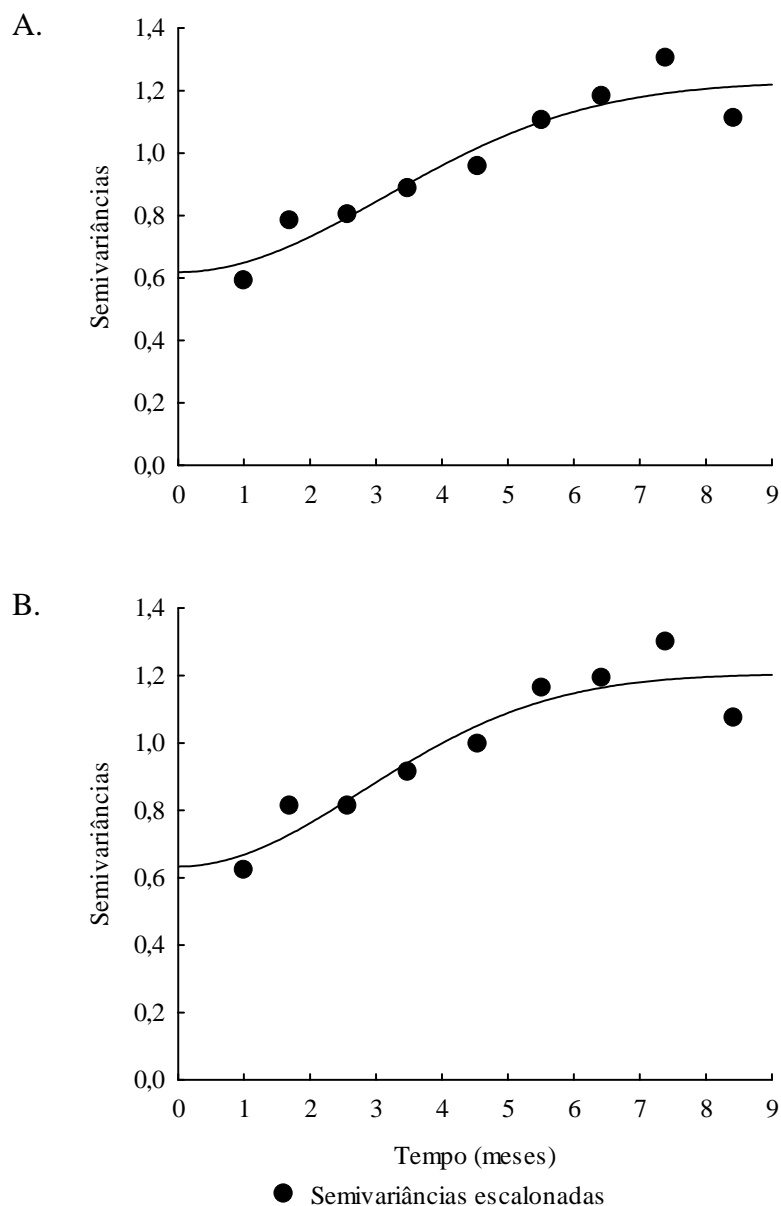 A.
1,4
1,2
1,0
0,8
0,6
0,4
0,2
0,0
Semivariâncias
0 1 2 3 4 5 6 7 8 9
B.
1,4
1,2
1,0
0,8
0,6
0,4
0,2
0,0
Semivariâncias
0 1 2 3 4 5 6 7 8 9
Tempo (meses)
Semivariâncias escalonadas